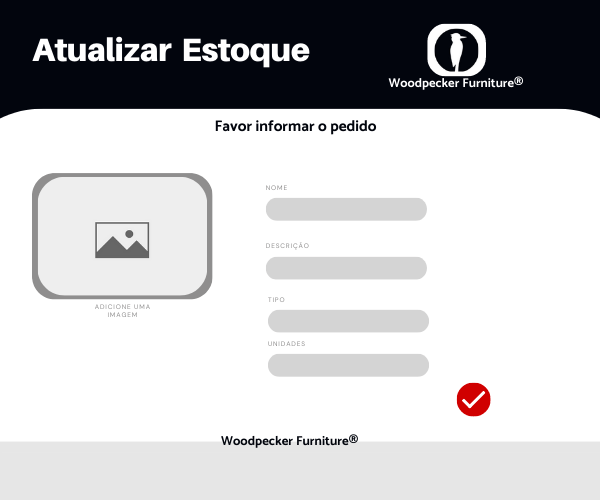 Atualizar Estoque
Woodpecker Furniture®
Favor informar o pedido
NOME
DESCRIÇÃO
TIPO
UNIDADES
ADICIONE UMA
IMAGEM
Woodpecker Furniture®